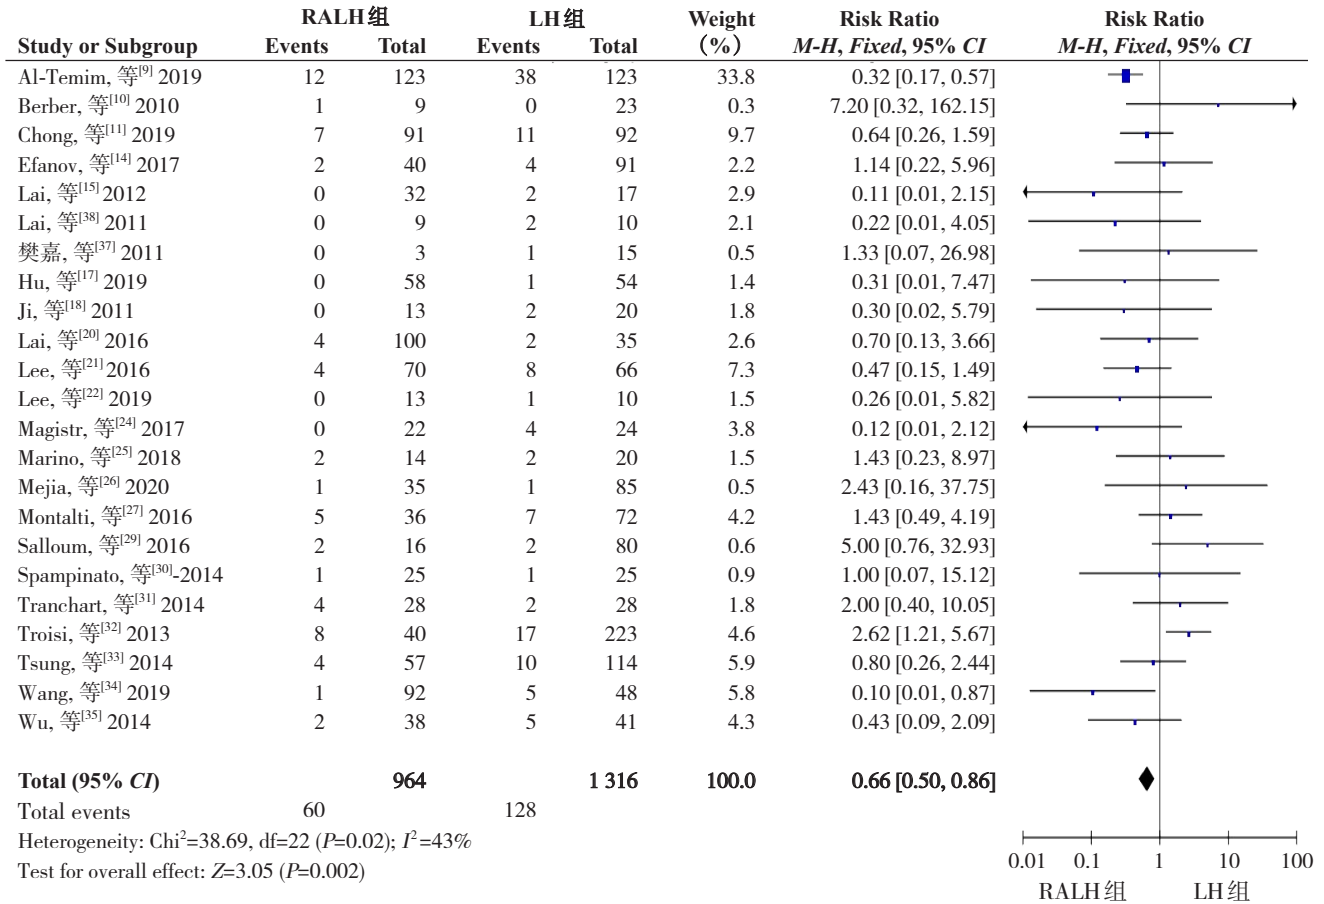 RALH组 LH组 Weight Risk Ratio Risk Ratio
Study or Subgroup Events Total Events Total （%） M-H, Fixed, 95% CI M-H, Fixed, 95% CI
Al-Temim, 等[9] 2019 12 123 38 123 33.8 0.32 [0.17, 0.57]
Berber, 等[10] 2010 1 9 0 23 0.3 7.20 [0.32, 162.15]
Chong, 等[11] 2019 7 91 11 92 9.7 0.64 [0.26, 1.59]
Efanov, 等[14] 2017 2 40 4 91 2.2 1.14 [0.22, 5.96]
Lai, 等[15] 2012 0 32 2 17 2.9 0.11 [0.01, 2.15]
Lai, 等[38] 2011 0 9 2 10 2.1 0.22 [0.01, 4.05]
樊嘉, 等[37] 2011 0 3 1 15 0.5 1.33 [0.07, 26.98]
Hu, 等[17] 2019 0 58 1 54 1.4 0.31 [0.01, 7.47]
Ji, 等[18] 2011 0 13 2 20 1.8 0.30 [0.02, 5.79]
Lai, 等[20] 2016 4 100 2 35 2.6 0.70 [0.13, 3.66]
Lee, 等[21] 2016 4 70 8 66 7.3 0.47 [0.15, 1.49]
Lee, 等[22] 2019 0 13 1 10 1.5 0.26 [0.01, 5.82]
Magistr, 等[24] 2017 0 22 4 24 3.8 0.12 [0.01, 2.12]
Marino, 等[25] 2018 2 14 2 20 1.5 1.43 [0.23, 8.97]
Mejia, 等[26] 2020 1 35 1 85 0.5 2.43 [0.16, 37.75]
Montalti, 等[27] 2016 5 36 7 72 4.2 1.43 [0.49, 4.19]
Salloum, 等[29] 2016 2 16 2 80 0.6 5.00 [0.76, 32.93]
Spampinato, 等[30]-2014 1 25 1 25 0.9 1.00 [0.07, 15.12]
Tranchart, 等[31] 2014 4 28 2 28 1.8 2.00 [0.40, 10.05]
Troisi, 等[32] 2013 8 40 17 223 4.6 2.62 [1.21, 5.67]
Tsung, 等[33] 2014 4 57 10 114 5.9 0.80 [0.26, 2.44]
Wang, 等[34] 2019 1 92 5 48 5.8 0.10 [0.01, 0.87]
Wu, 等[35] 2014 2 38 5 41 4.3 0.43 [0.09, 2.09]
Total (95% CI) 964 1 316 100.0 0.66 [0.50, 0.86]
Total events 60 128
Heterogeneity: Chi²=38.69, df=22 (P=0.02); I²=43%
Test for overall effect: Z=3.05 (P=0.002)
0.01 0.1 1 10 100
RALH组 LH组